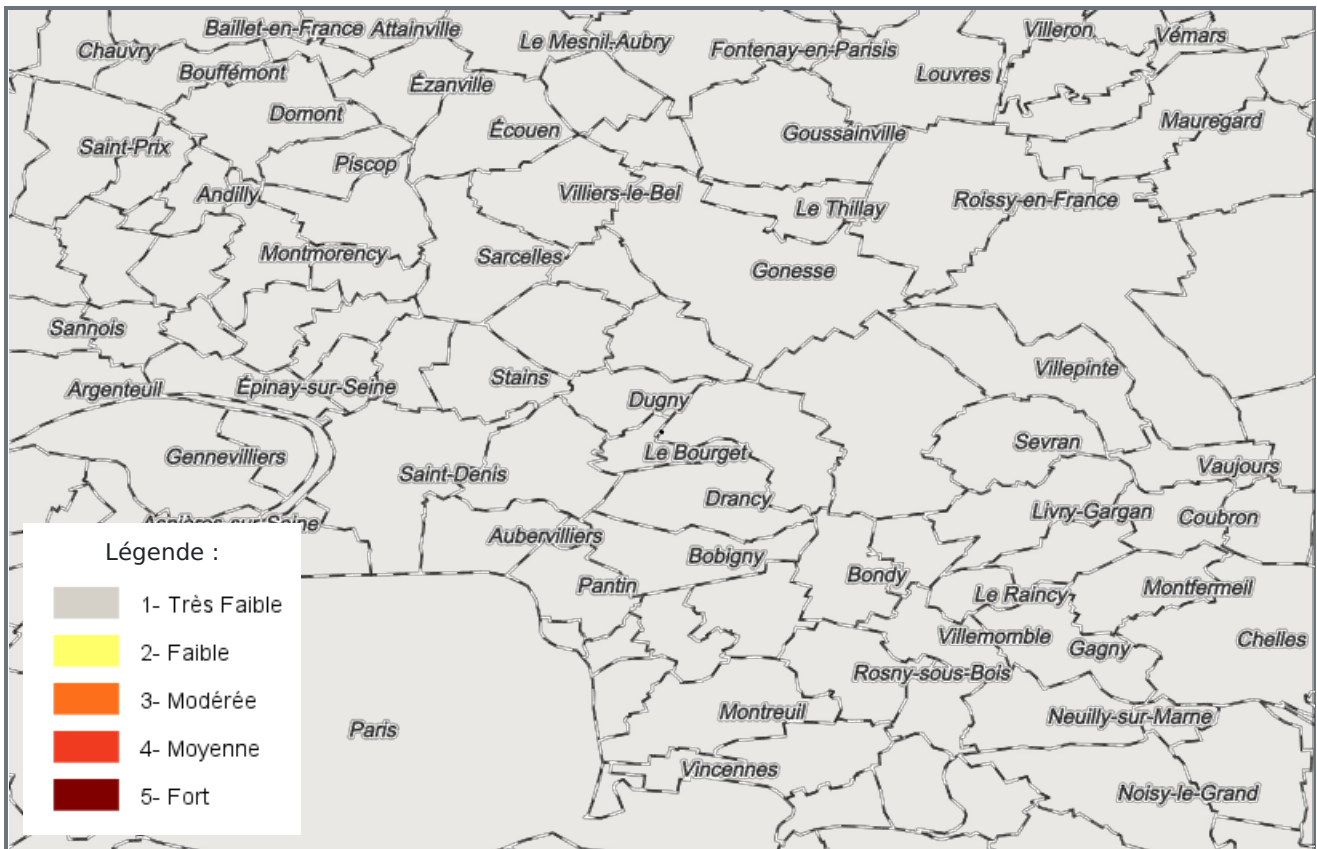 Baillet-en-France
Attainville
Le Mesnil-Aubry
Fontenay-en-Parisis
Villeron
Vémars
Chauvry
Bouffémont
Ézanville
Louvres
Domont
Écouen
Goussainville
Mauregard
Saint-Prix
Piscop
Andilly
Villiers-le-Bel
Le Thillay
Roissy-en-France
Montmorency
Sarcelles
Gonesse
Sannois
Argenteuil
Épinay-sur-Seine
Stains
Villepinte
Dugny
Gennevilliers
Saint-Denis
Le Bourget
Sevran
Vaujours
Drancy
Livry-Gargan
Coubron
Asnières-sur-Seine
Aubervilliers
Bobigny
Bondy
Pantin
Le Raincy
Montfermeil
Villemomble
Gagny
Chelles
Rosny-sous-Bois
Paris
Montreuil
Neuilly-sur-Marne
Vincennes
Noisy-le-Grand
Légende :
1- Très Faible
2- Faible
3- Modérée
4- Moyenne
5- Fort